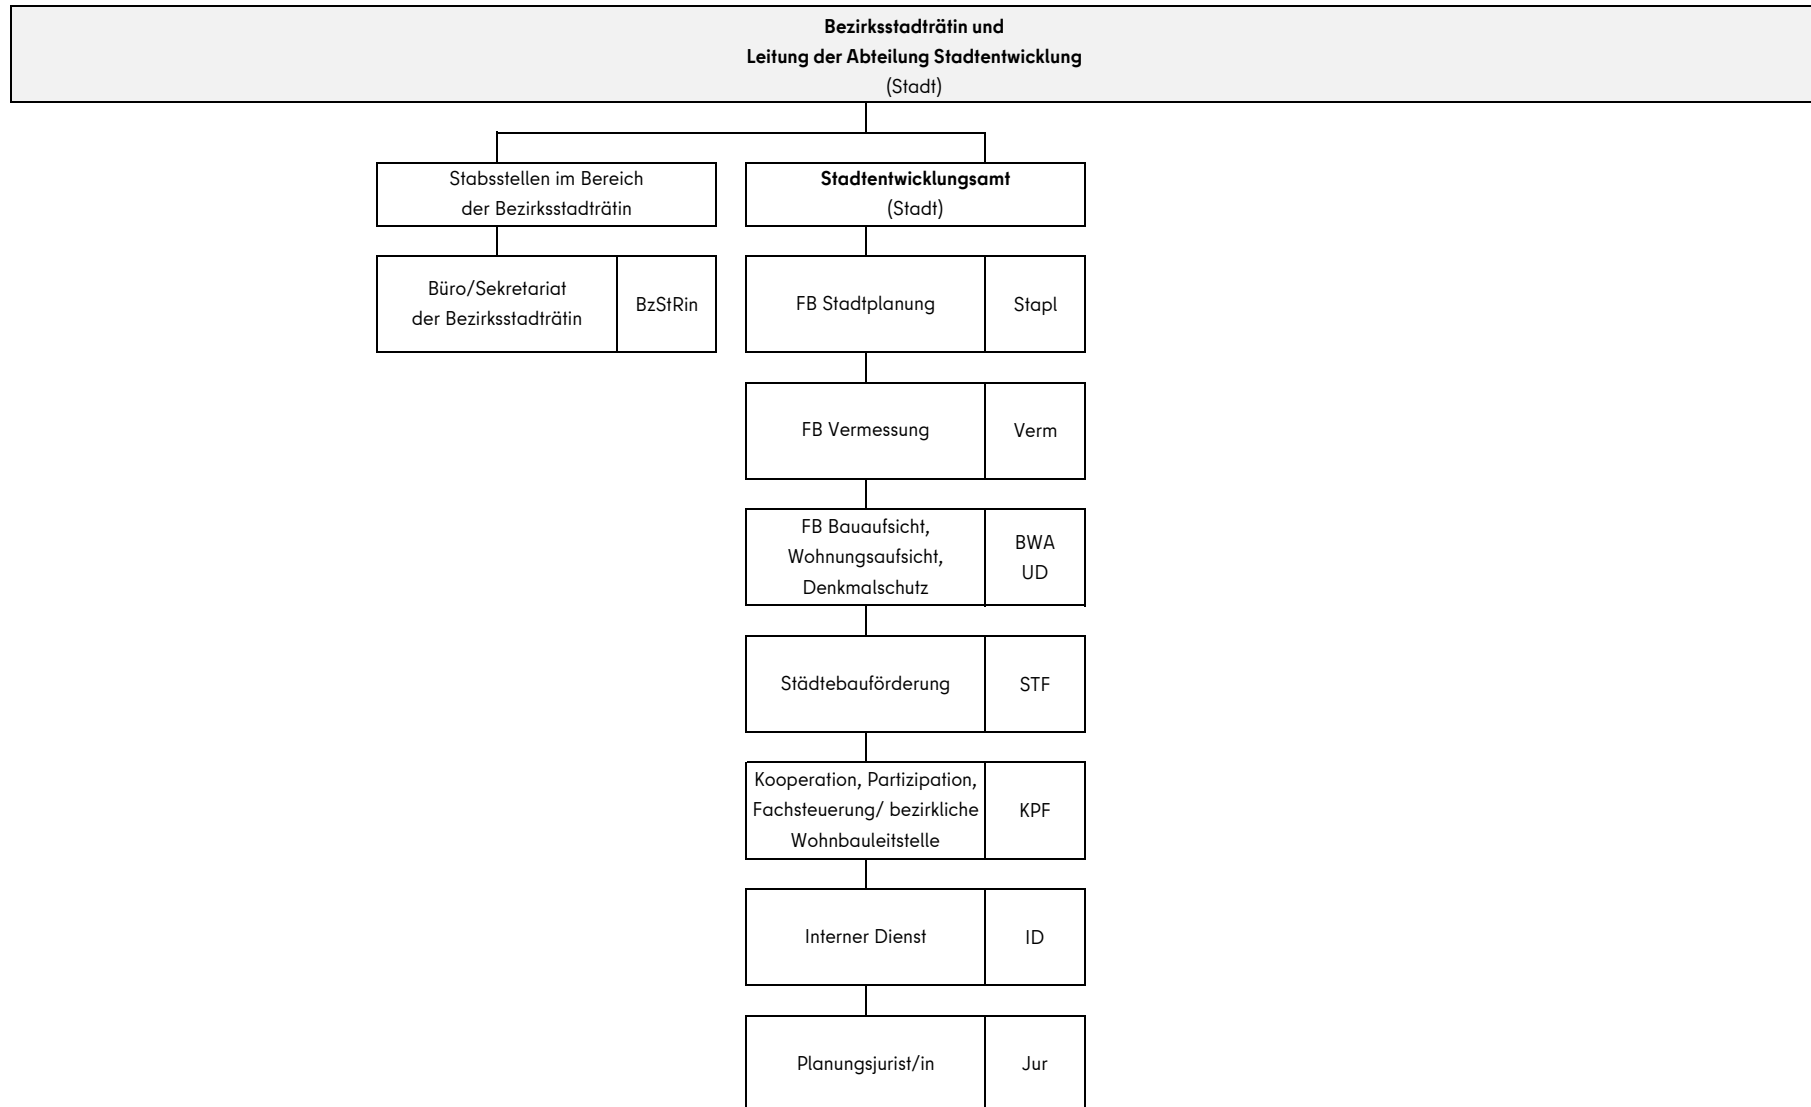 Bezirksstadträtin und
Leitung der Abteilung Stadtentwicklung
(Stadt)
Stabsstellen im Bereich
der Bezirksstadträtin
Stadtentwicklungsamt
(Stadt)
Büro/Sekretariat
der Bezirksstadträtin
BzStRin
FB Stadtplanung
Stapl
FB Vermessung
Verm
FB Bauaufsicht,
Wohnungsaufsicht,
Denkmalschutz
BWA
UD
Städtebauförderung
STF
Kooperation, Partizipation,
Fachsteuerung/ bezirkliche
Wohnbauleitstelle
KPF
Interner Dienst
ID
Planungsjurist/in
Jur